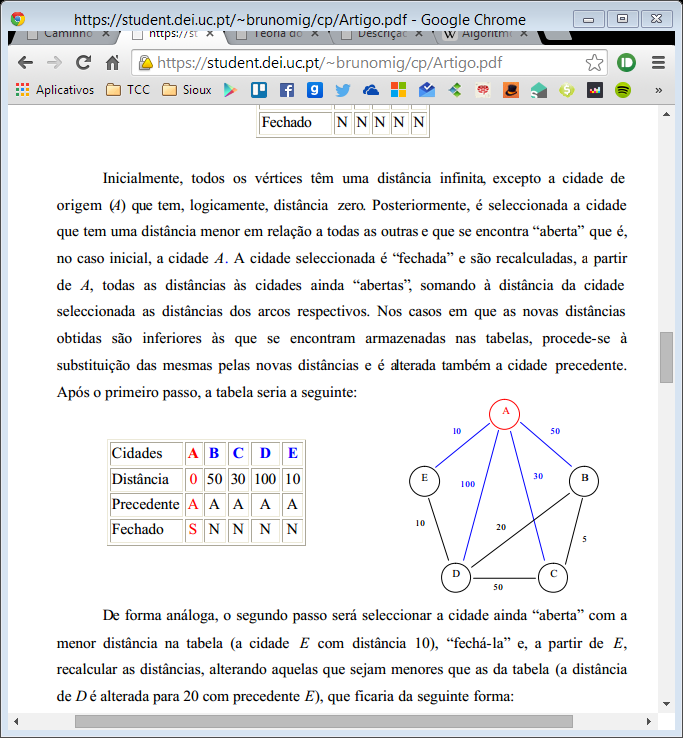 https://student.dei.uc.pt/~brunomig/cp/Artigo.pdf - Google Chrome
Caminho
https://st
Teoria do
Descriçã
Algoritm
https://student.dei.uc.pt/~brunomig/cp/Artigo.pdf
Aplicativos TCC Sioux »
Fechado N N N N N
Inicialmente, todos os vértices têm uma distância infinita, excepto a cidade de
origem (A) que tem, logicamente, distância zero. Posteriormente, é seleccionada a cidade
que tem uma distância menor em relação a todas as outras e que se encontra “aberta” que é,
no caso inicial, a cidade A. A cidade seleccionada é “fechada” e são recalculadas, a partir
de A, todas as distâncias às cidades ainda “abertas”, somando à distância da cidade
seleccionada as distâncias dos arcos respectivos. Nos casos em que as novas distâncias
obtidas são inferiores às que se encontram armazenadas nas tabelas, procede-se à
substituição das mesmas pelas novas distâncias e é alterada também a cidade precedente.
Após o primeiro passo, a tabela seria a seguinte:
Cidades A B C D E
Distância 0 50 30 100 10
Precedente A A A A A
Fechado S N N N N
A
10
50
E
100
30
B
10
20
5
D
C
50
De forma análoga, o segundo passo será seleccionar a cidade ainda “aberta” com a
menor distância na tabela (a cidade E com distância 10), “fechá-la” e, a partir de E,
recalcular as distâncias, alterando aquelas que sejam menores que as da tabela (a distância
de D é alterada para 20 com precedente E), que ficaria da seguinte forma: